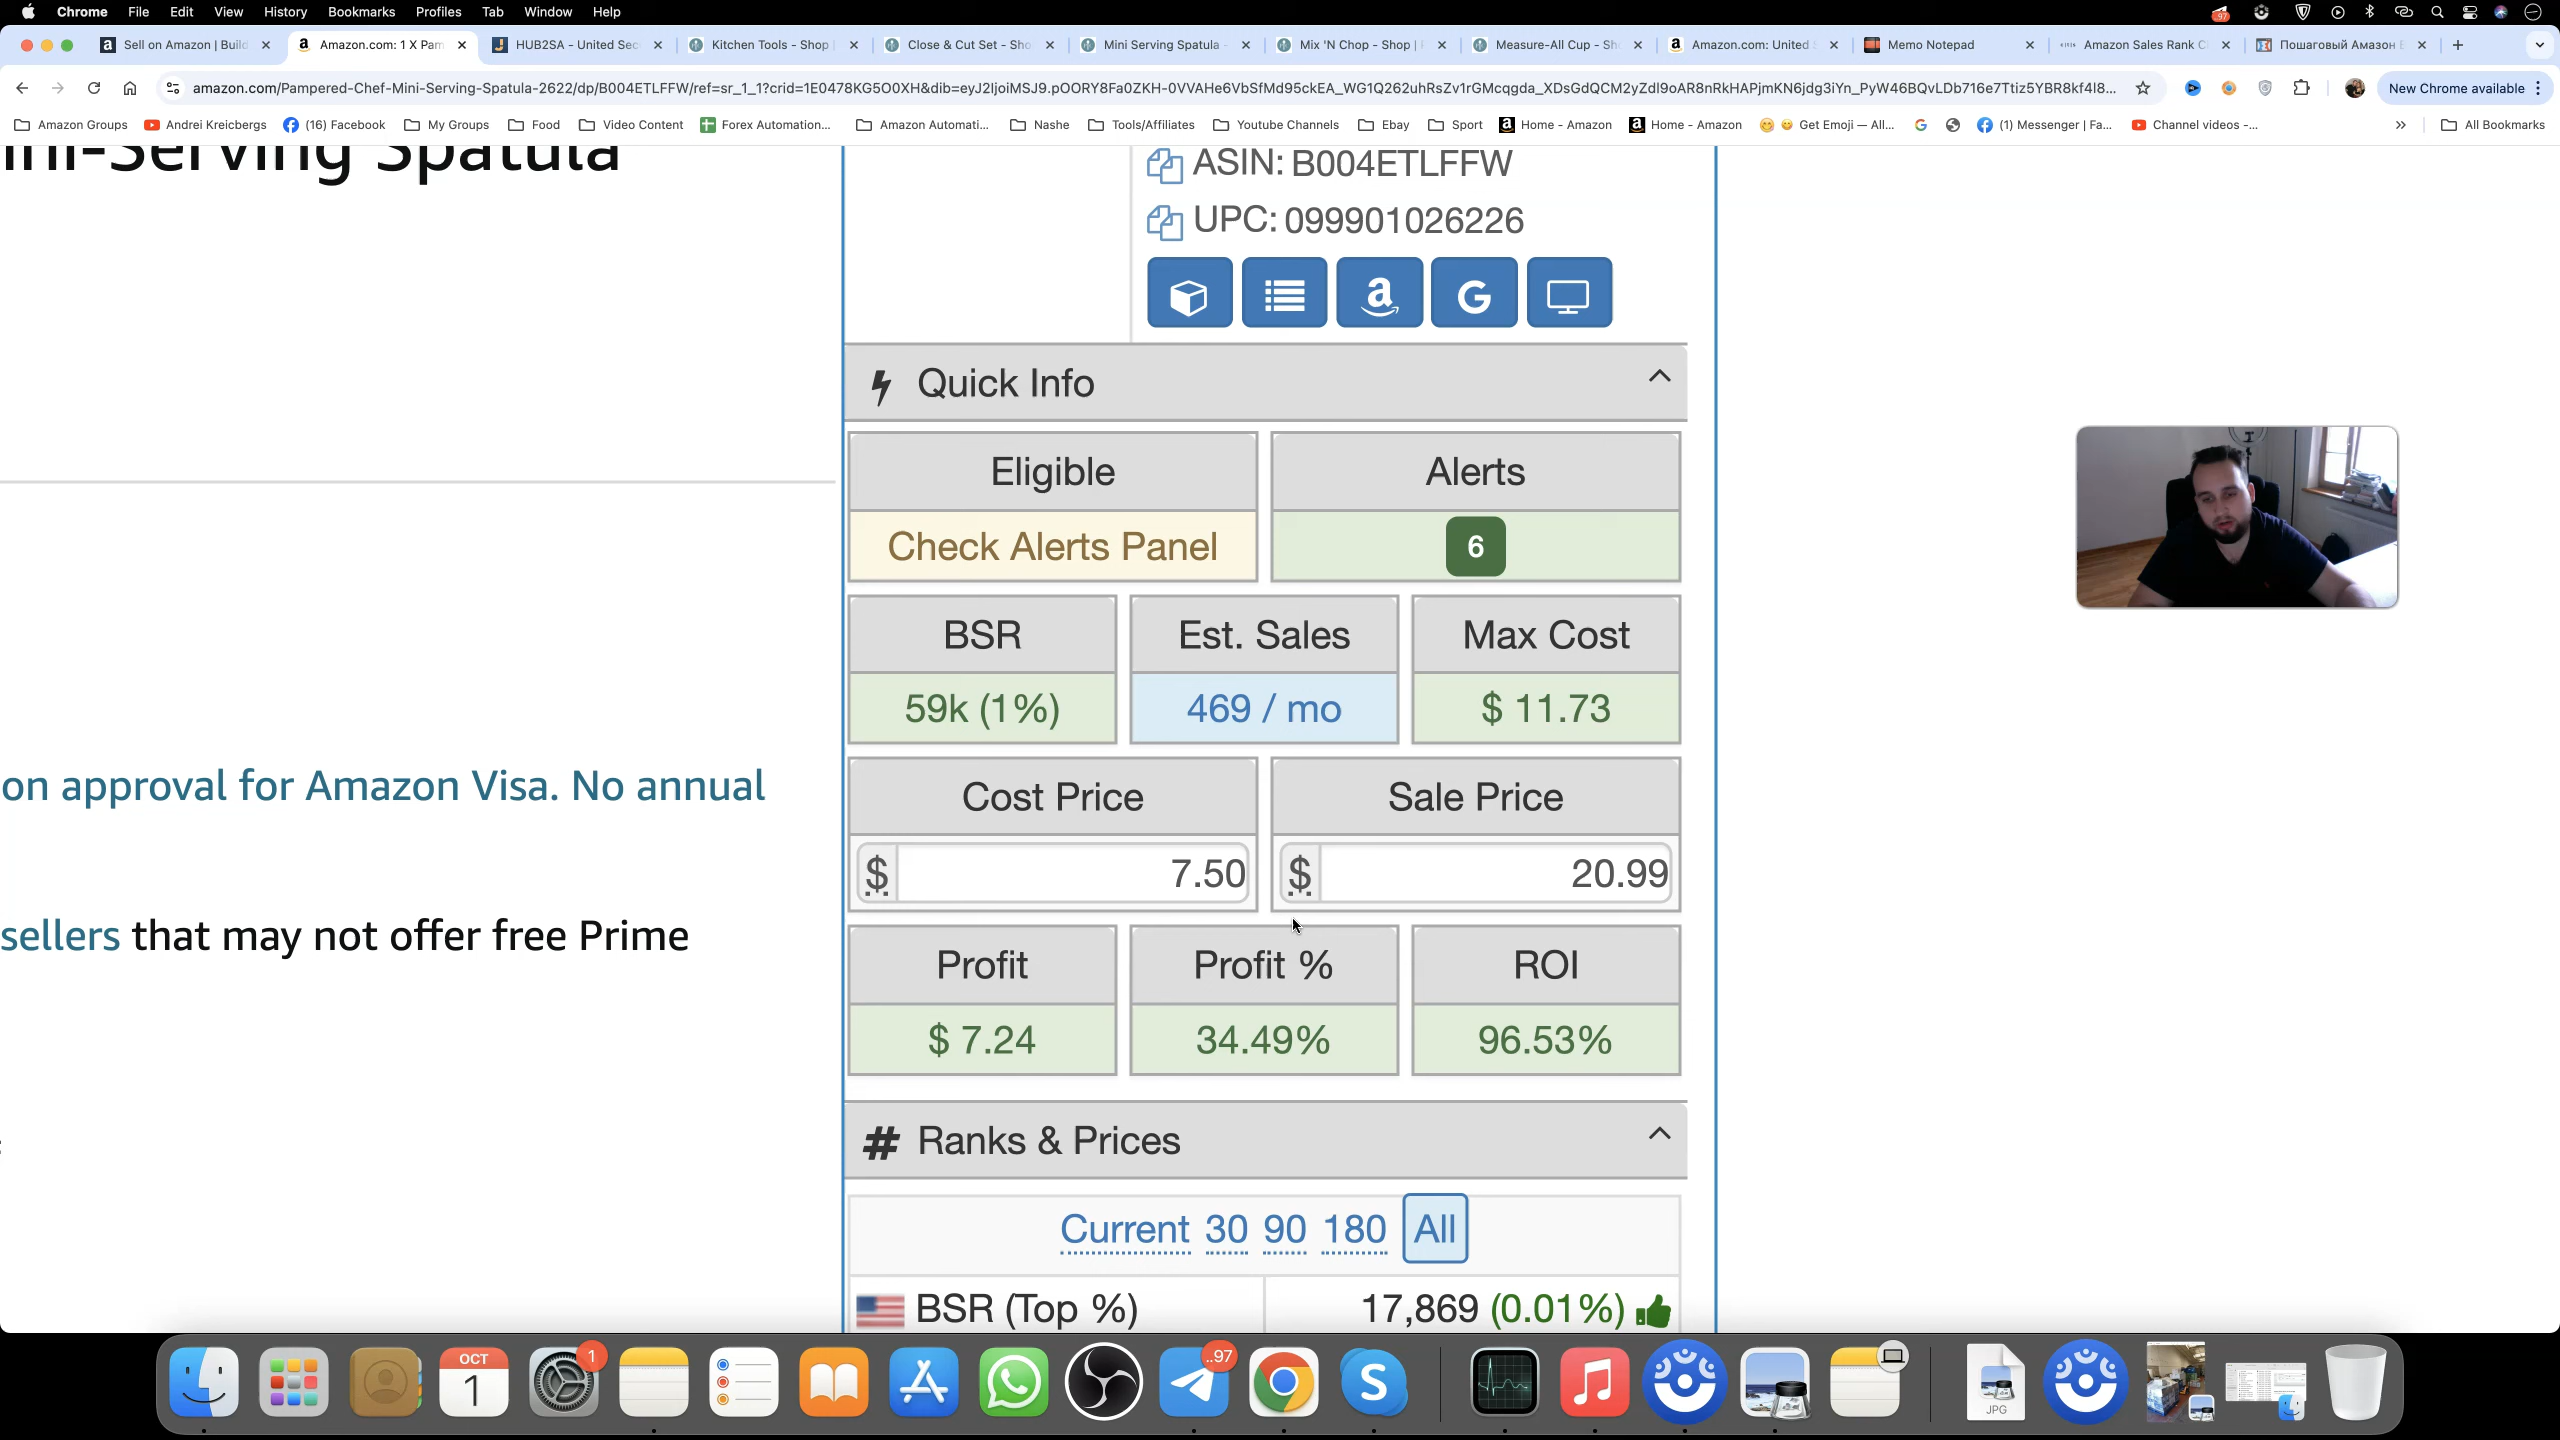 Chrome File Edit View History Bookmarks Profiles Tab Window Help
97
Sell on Amazon | Build
Amazon.com: 1 X Pam
HUB2SA - United Sec
Kitchen Tools - Shop |
Close & Cut Set - Sho
Mini Serving Spatula -
Mix 'N Chop - Shop |
Measure-All Cup - Sh
Amazon.com: United S
Memo Notepad
Amazon Sales Rank C
Пошаговый Амазон Б
amazon.com/Pampered-Chef-Mini-Serving-Spatula-2622/dp/B004ETLFFW/ref=sr_1_1?crid=1E0478KG5O0XH&dib=eyJ2IjoiMSJ9.pOORY8Fa0ZKH-0VVAHe6VbSfMd95ckEA_WG1Q262uhRsZv1rGMcqgda_XDsGdQCM2yZdl9oAR8nRkHAPjmKN6jdg3iYn_PyW46BQvLDb716e7Ttiz5YBR8kf4l8...
New Chrome available
Amazon Groups
Andrei Kreicbergs
(16) Facebook
My Groups
Food
Video Content
Forex Automation...
Amazon Automati...
Nashe
Tools/Affiliates
Youtube Channels
Ebay
Sport
Home - Amazon
Home - Amazon
Get Emoji — All...
(1) Messenger | Fa...
Channel videos -...
All Bookmarks
ini-Serving Spatula
ASIN: B004ETLFFW
UPC: 099901026226
Quick Info
Eligible Alerts
Check Alerts Panel 6
BSR Est. Sales Max Cost
59k (1%) 469 / mo $ 11.73
on approval for Amazon Visa. No annual
Cost Price Sale Price
$ 7.50 $ 20.99
sellers that may not offer free Prime
Profit Profit % ROI
$ 7.24 34.49% 96.53%
# Ranks & Prices
Current 30 90 180 All
BSR (Top %) 17,869 (0.01%)
OCT
1
1
..97
JPG